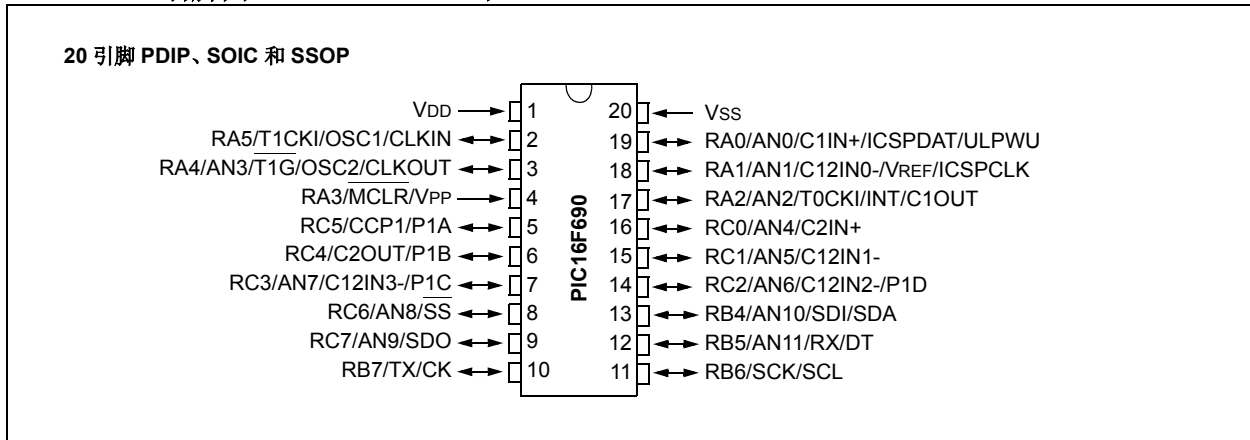 20 引脚 PDIP、SOIC 和 SSOP
VDD 1 20 VSS
RA5/T1CKI/OSC1/CLKIN 2 19 RA0/AN0/C1IN+/ICSPDAT/ULPWU
RA4/AN3/T1G/OSC2/CLKOUT 3 18 RA1/AN1/C12IN0-/VREF/ICSPCLK
RA3/MCLR/VPP 4 17 RA2/AN2/T0CKI/INT/C1OUT
RC5/CCP1/P1A 5 16 RC0/AN4/C2IN+
RC4/C2OUT/P1B 6 15 RC1/AN5/C12IN1-
RC3/AN7/C12IN3-/P1C 7 14 RC2/AN6/C12IN2-/P1D
RC6/AN8/SS 8 13 RB4/AN10/SDI/SDA
RC7/AN9/SDO 9 12 RB5/AN11/RX/DT
RB7/TX/CK 10 11 RB6/SCK/SCL
PIC16F690